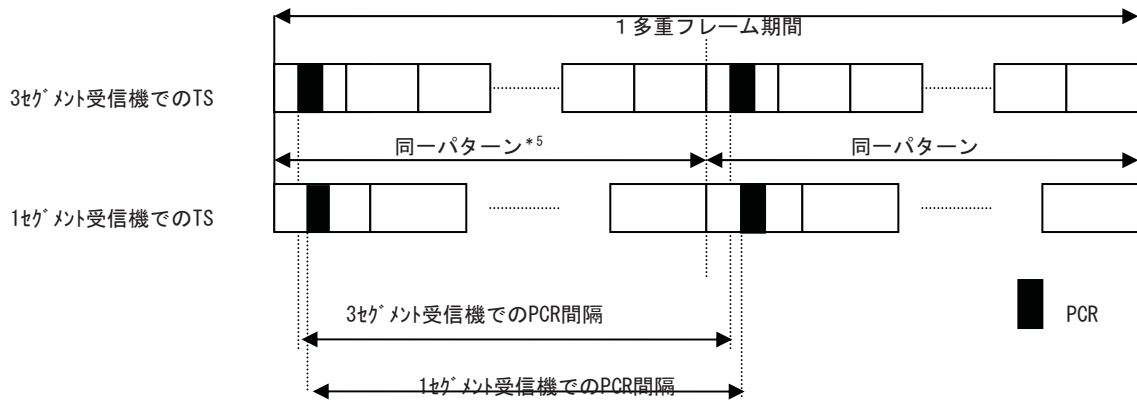 1多重フレーム期間
3ｾｸﾞﾒﾝﾄ受信機でのTS
同一パターン*5
同一パターン
1ｾｸﾞﾒﾝﾄ受信機でのTS
3ｾｸﾞﾒﾝﾄ受信機でのPCR間隔
PCR
1ｾｸﾞﾒﾝﾄ受信機でのPCR間隔